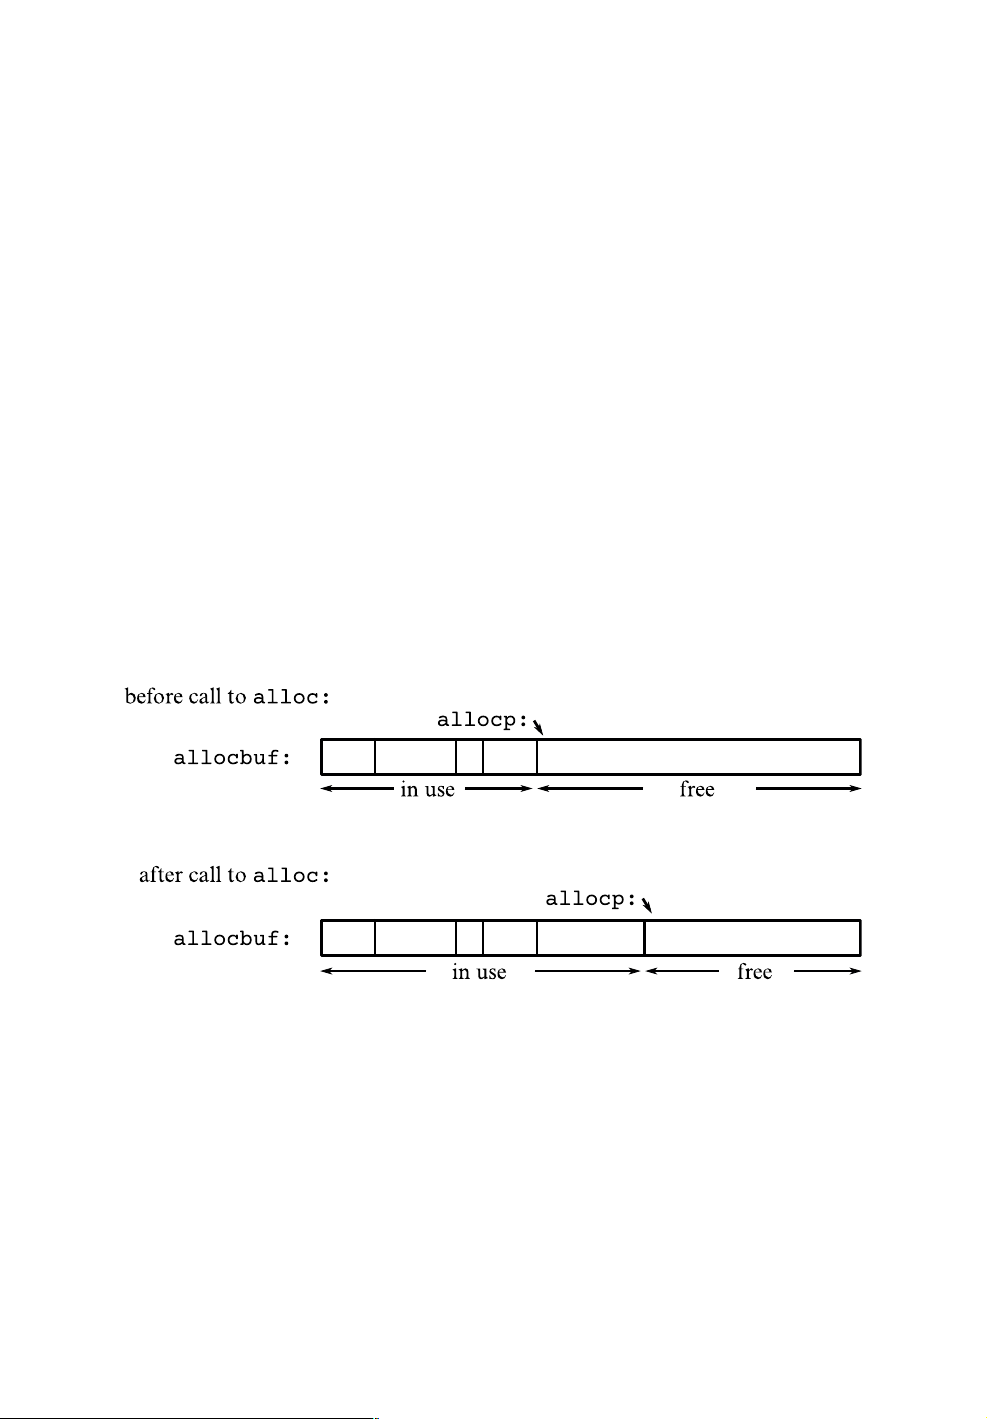 before call to alloc:
allocp:
allocbuf:
in use free
after call to alloc:
allocp:
allocbuf:
in use free